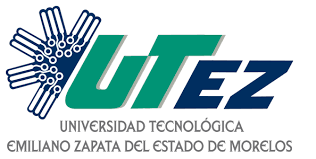 UTEZ
UNIVERSIDAD TECNOLÓGICA
EMILIANO ZAPATA DEL ESTADO DE MORELOS